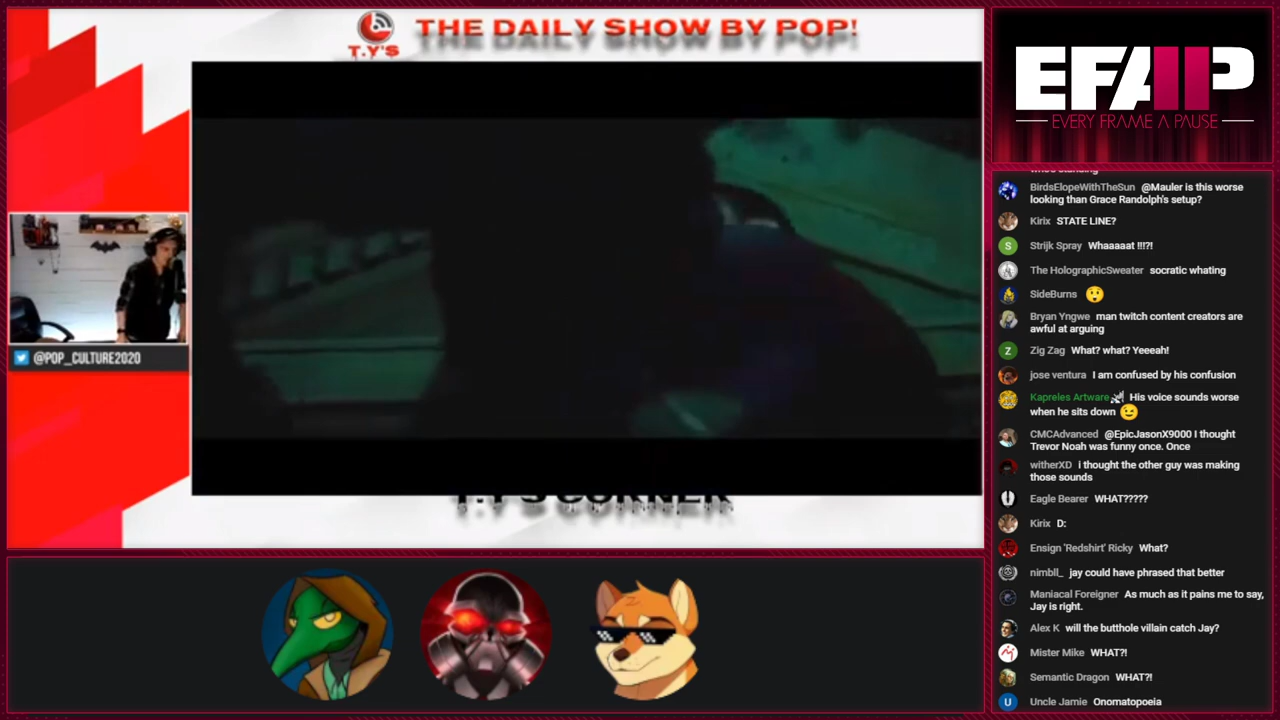 THE DAILY SHOW BY POP!
T.Y'S
@POP_CULTURE2020
T.Y'S CORNER
EFAP
EVERY FRAME A PAUSE
BirdsElopeWithTheSun @Mauler is this worse
looking than Grace Randolph's setup?
Kirix STATE LINE?
S
Strijk Spray Whaaaaat !!!?!
The HolographicSweater socratic whating
SideBurns
Bryan Yngwe man twitch content creators are
awful at arguing
Z
Zig Zag What? what? Yeeeah!
jose ventura I am confused by his confusion
Kapreles Artware His voice sounds worse
when he sits down
CMCAdvanced @EpicJasonX9000 I thought
Trevor Noah was funny once. Once
witherXD i thought the other guy was making
those sounds
Eagle Bearer WHAT?????
Kirix D:
Ensign 'Redshirt' Ricky What?
nimbll_ jay could have phrased that better
Maniacal Foreigner As much as it pains me to say,
Jay is right.
Alex K will the butthole villain catch Jay?
Mister Mike WHAT?!
Semantic Dragon WHAT?!
U
Uncle Jamie Onomatopoeia